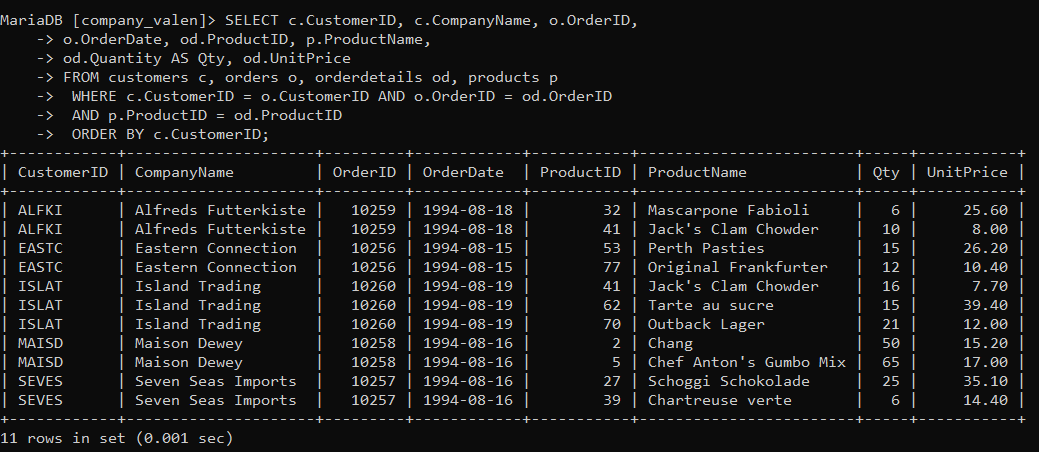 MariaDB [company_valen]> SELECT c.CustomerID, c.CompanyName, o.OrderID,
    -> o.OrderDate, od.ProductID, p.ProductName,
    -> od.Quantity AS Qty, od.UnitPrice
    -> FROM customers c, orders o, orderdetails od, products p
    ->  WHERE c.CustomerID = o.CustomerID AND o.OrderID = od.OrderID
    ->  AND p.ProductID = od.ProductID
    ->  ORDER BY c.CustomerID;
+------------+---------------------+---------+------------+-----------+------------------------+-----+-----------+
| CustomerID | CompanyName         | OrderID | OrderDate  | ProductID | ProductName            | Qty | UnitPrice |
+------------+---------------------+---------+------------+-----------+------------------------+-----+-----------+
| ALFKI      | Alfreds Futterkiste |   10259 | 1994-08-18 |        32 | Mascarpone Fabioli     |   6 |     25.60 |
| ALFKI      | Alfreds Futterkiste |   10259 | 1994-08-18 |        41 | Jack's Clam Chowder    |  10 |      8.00 |
| EASTC      | Eastern Connection  |   10256 | 1994-08-15 |        53 | Perth Pasties          |  15 |     26.20 |
| EASTC      | Eastern Connection  |   10256 | 1994-08-15 |        77 | Original Frankfurter   |  12 |     10.40 |
| ISLAT      | Island Trading      |   10260 | 1994-08-19 |        41 | Jack's Clam Chowder    |  16 |      7.70 |
| ISLAT      | Island Trading      |   10260 | 1994-08-19 |        62 | Tarte au sucre         |  15 |     39.40 |
| ISLAT      | Island Trading      |   10260 | 1994-08-19 |        70 | Outback Lager          |  21 |     12.00 |
| MAISD      | Maison Dewey        |   10258 | 1994-08-16 |         2 | Chang                  |  50 |     15.20 |
| MAISD      | Maison Dewey        |   10258 | 1994-08-16 |         5 | Chef Anton's Gumbo Mix |  65 |     17.00 |
| SEVES      | Seven Seas Imports  |   10257 | 1994-08-16 |        27 | Schoggi Schokolade     |  25 |     35.10 |
| SEVES      | Seven Seas Imports  |   10257 | 1994-08-16 |        39 | Chartreuse verte       |   6 |     14.40 |
+------------+---------------------+---------+------------+-----------+------------------------+-----+-----------+
11 rows in set (0.001 sec)